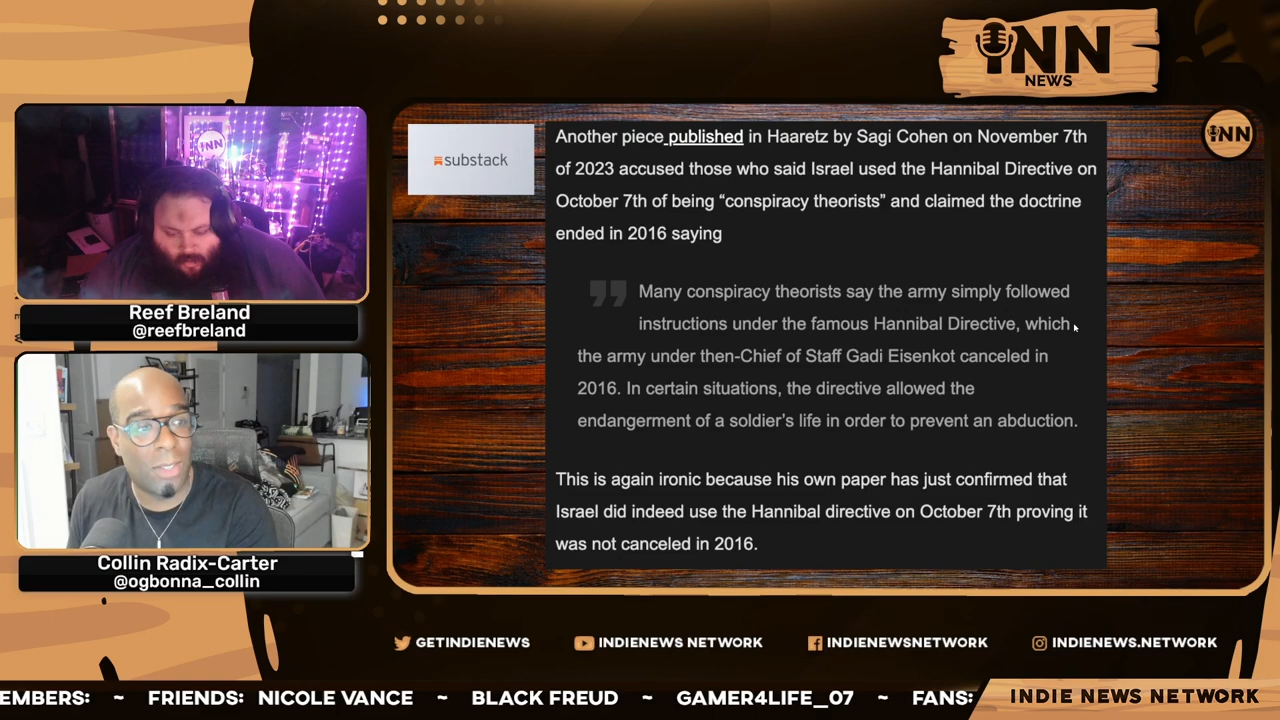 INN
NEWS
INN
substack
Another piece published in Haaretz by Sagi Cohen on November 7th
of 2023 accused those who said Israel used the Hannibal Directive on
October 7th of being “conspiracy theorists” and claimed the doctrine
ended in 2016 saying
Many conspiracy theorists say the army simply followed
instructions under the famous Hannibal Directive, which
the army under then-Chief of Staff Gadi Eisenkot canceled in
2016. In certain situations, the directive allowed the
endangerment of a soldier’s life in order to prevent an abduction.
This is again ironic because his own paper has just confirmed that
Israel did indeed use the Hannibal directive on October 7th proving it
was not canceled in 2016.
INN
Reef Breland
@reefbreland
Collin Radix-Carter
@ogbonna_collin
GETINDIENEWS
INDIENEWS NETWORK
INDIENEWSNETWORK
INDIENEWS.NETWORK
EMBERS: ~ FRIENDS: NICOLE VANCE ~ BLACK FREUD ~ GAMER4LIFE_07 ~ FANS:
INDIE NEWS NETWORK